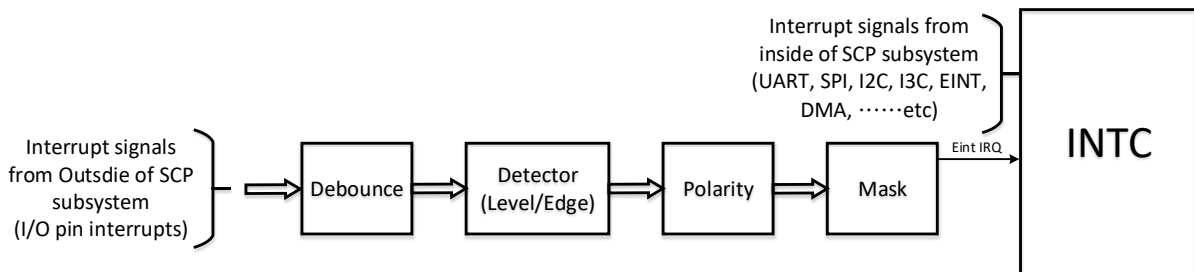 Interrupt signals from
inside of SCP subsystem
(UART, SPI, I2C, I3C, EINT,
DMA, ⋯⋯etc)
INTC
Interrupt signals
from Outsdie of SCP
subsystem
(I/O pin interrupts)
Debounce
Detector
(Level/Edge)
Polarity
Mask
Eint IRQ